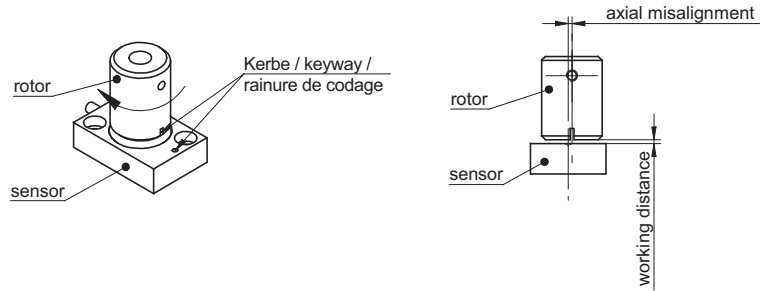 axial misalignment
Kerbe / keyway /
rainure de codage
rotor
sensor
rotor
sensor
working distance